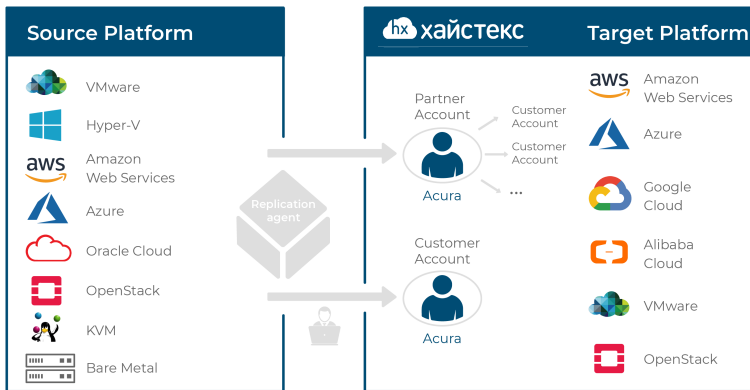 Source Platform
VMware
Hyper-V
aws
Amazon
Web Services
Azure
Oracle Cloud
OpenStack
KVM
Bare Metal
Replication
agent
hx хайстекс
Target Platform
Partner
Account
Acura
Customer
Account
Customer
Account
...
Customer
Account
Acura
aws
Amazon
Web Services
Azure
Google
Cloud
Alibaba
Cloud
VMware
OpenStack